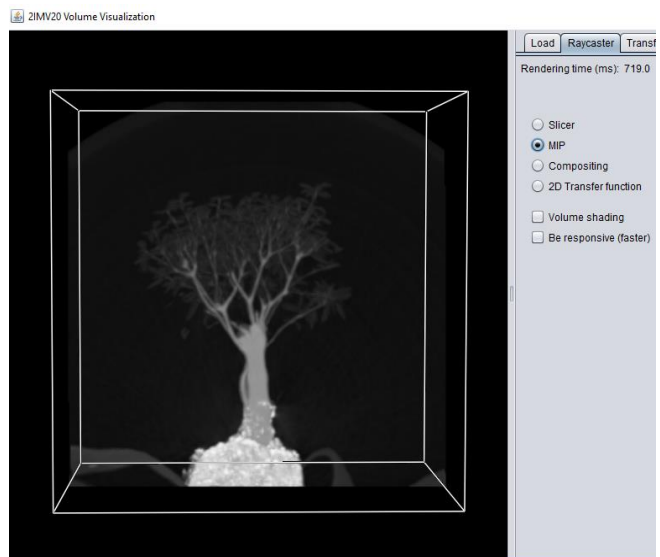 2IMV20 Volume Visualization
Load Raycaster Transf
Rendering time (ms): 719.0
Slicer
MIP
Compositing
2D Transfer function
Volume shading
Be responsive (faster)